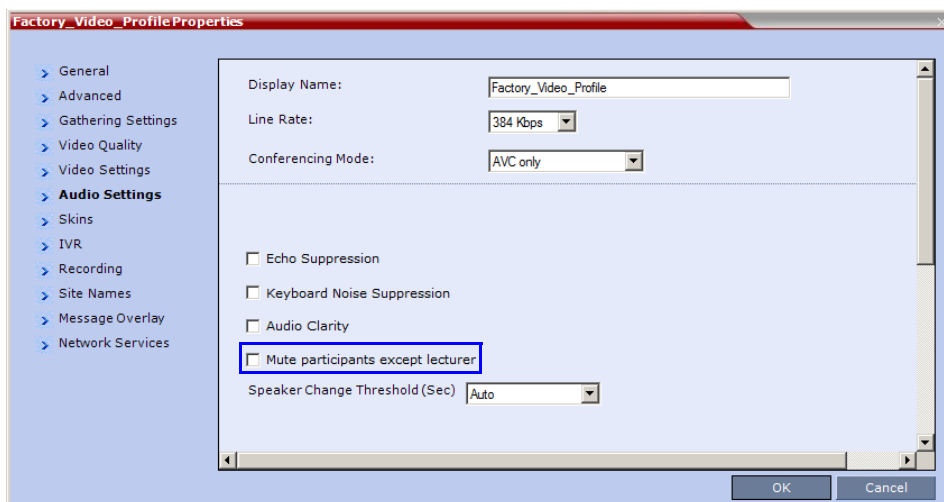 Factory_Video_Profile Properties
General
Advanced
Gathering Settings
Video Quality
Video Settings
Audio Settings
Skins
IVR
Recording
Site Names
Message Overlay
Network Services
Display Name: Factory_Video_Profile
Line Rate: 384 Kbps
Conferencing Mode: AVC only
Echo Suppression
Keyboard Noise Suppression
Audio Clarity
Mute participants except lecturer
Speaker Change Threshold (Sec) Auto
OK Cancel